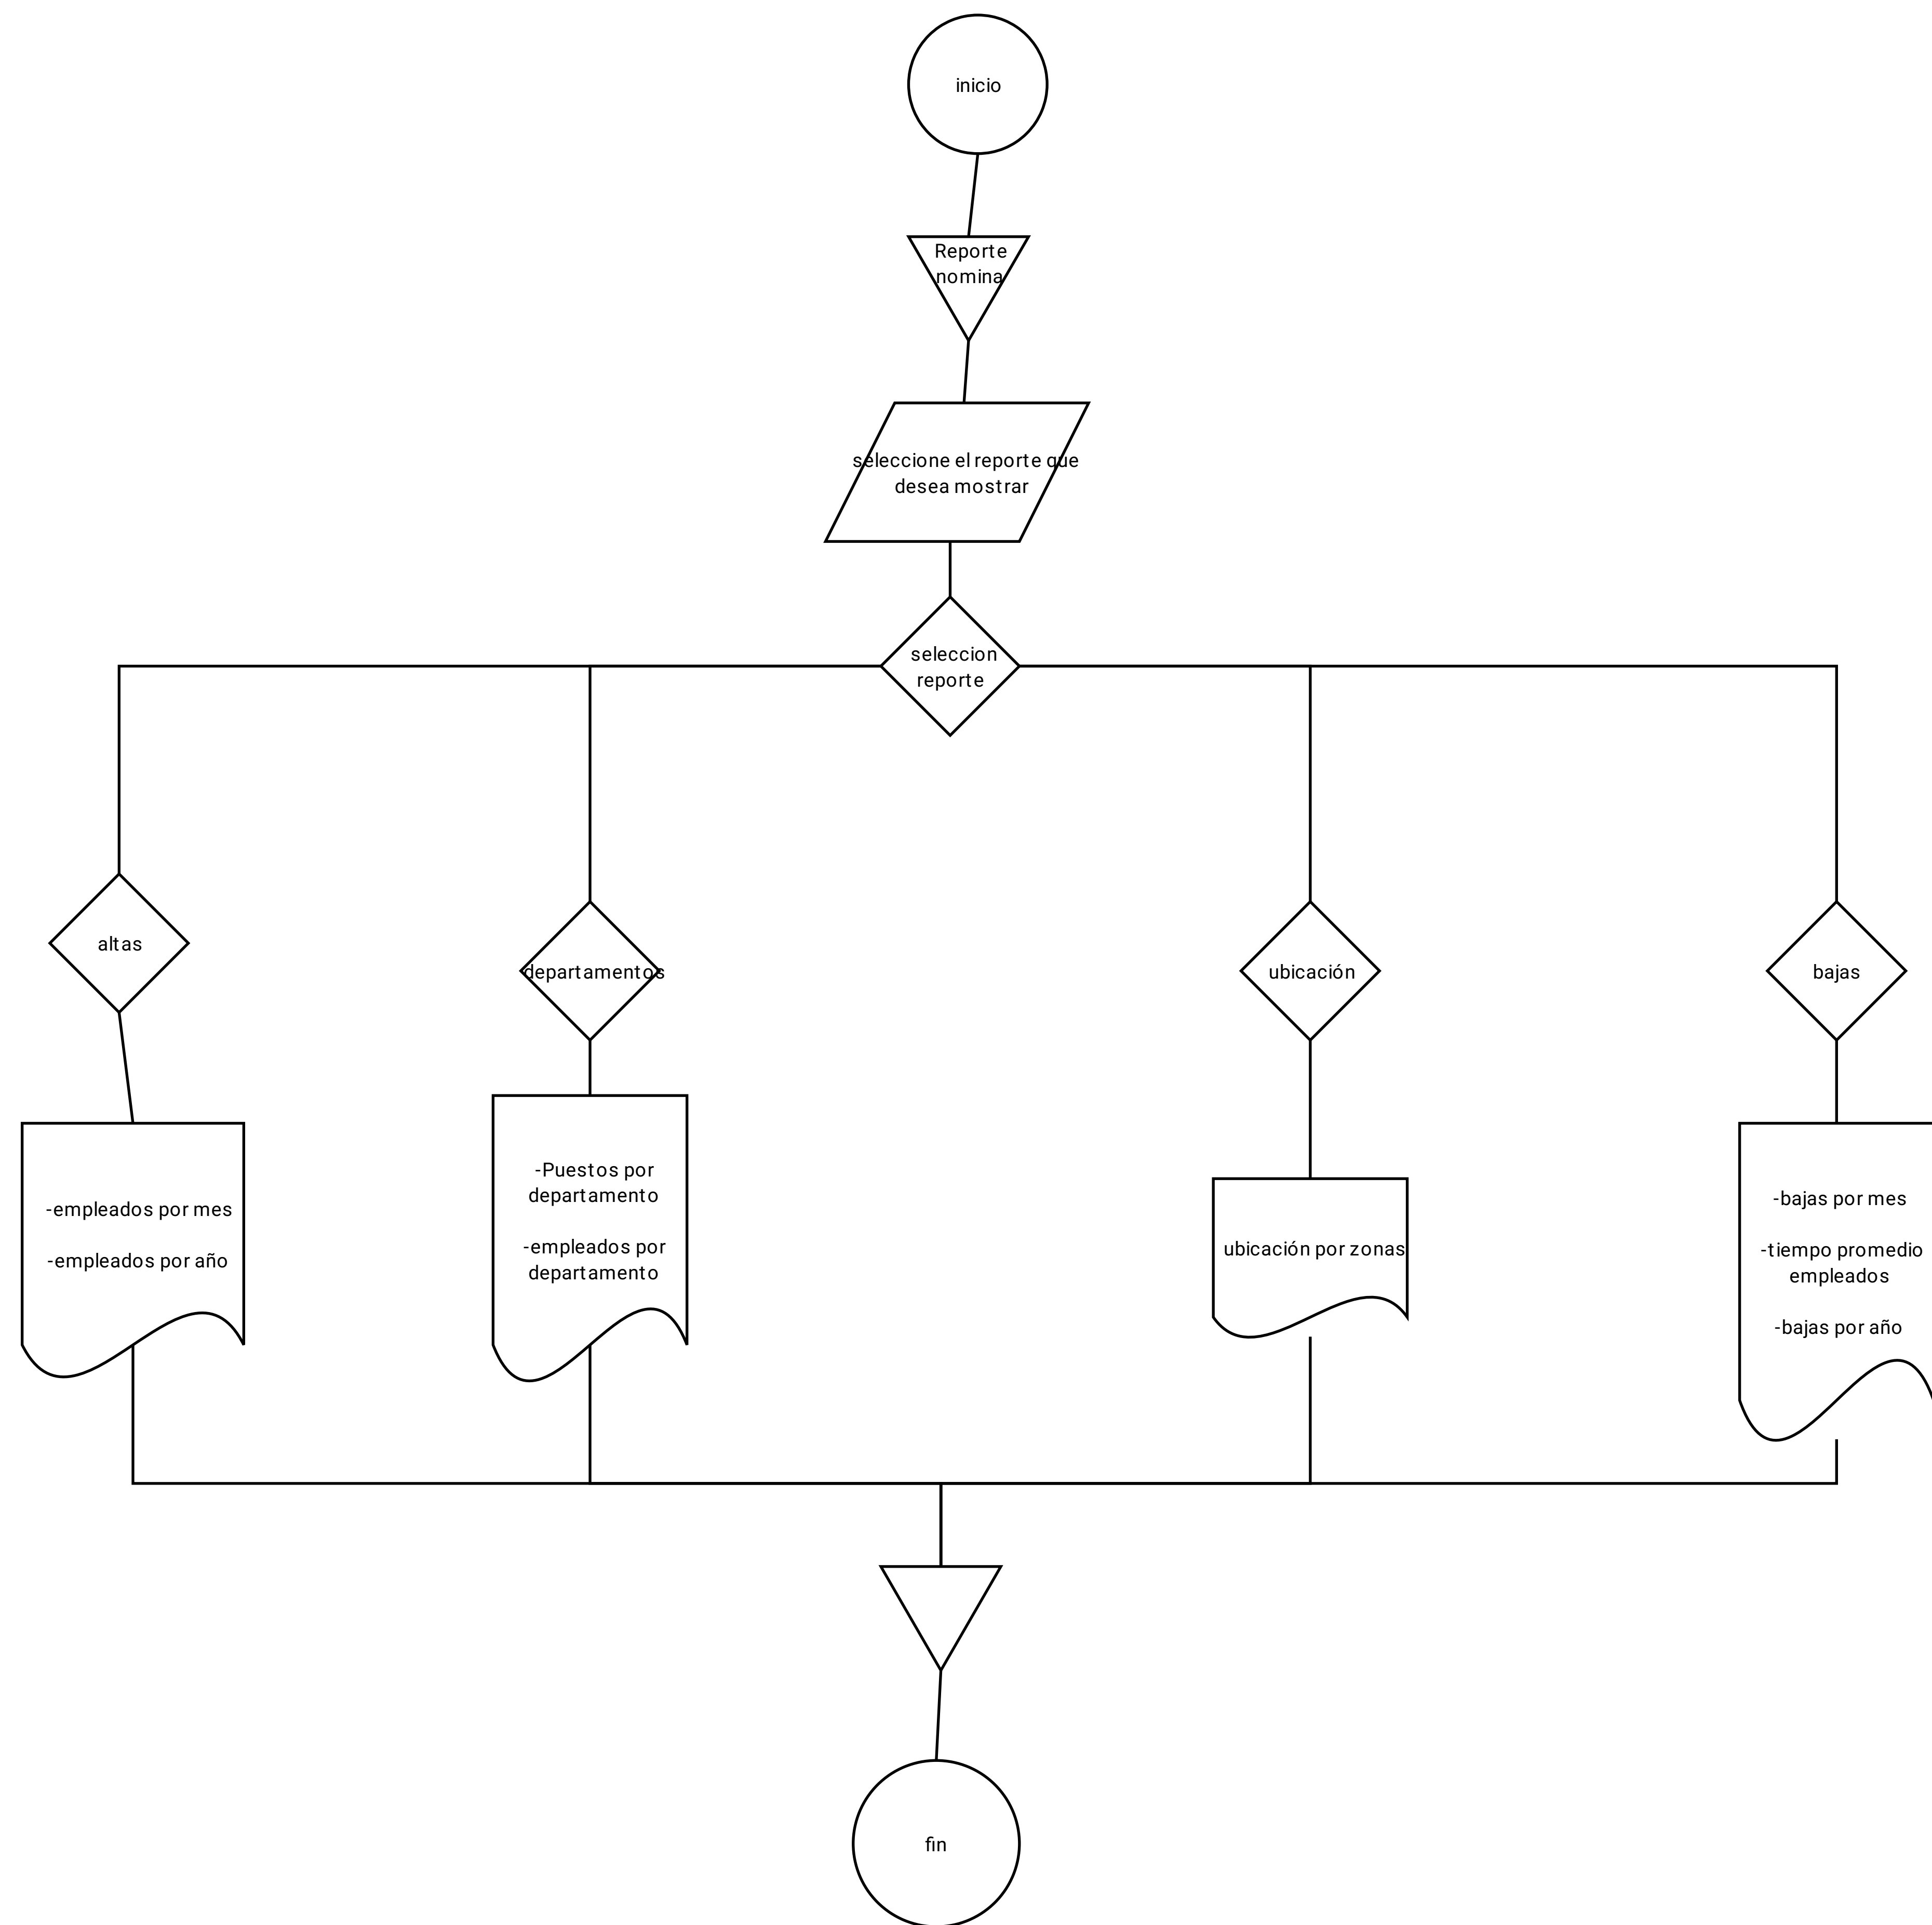 inicio
Reporte
nomina
seleccione el reporte que
desea mostrar
seleccion
reporte
altas
departamentos
ubicación
bajas
-empleados por mes
-empleados por año
-Puestos por
departamento
-empleados por
departamento
ubicación por zonas
-bajas por mes
-tiempo promedio
empleados
-bajas por año
fin